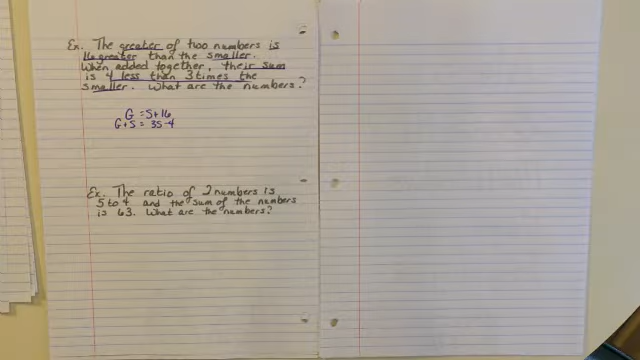 Ex. The greater of two numbers is
16 greater than the smaller.
When added together, their sum
is 4 less than 3 times the
smaller. What are the numbers?
G = S+16
G+S = 3S-4
Ex. The ratio of 2 numbers is
5 to 4 and the sum of the numbers
is 63. What are the numbers?